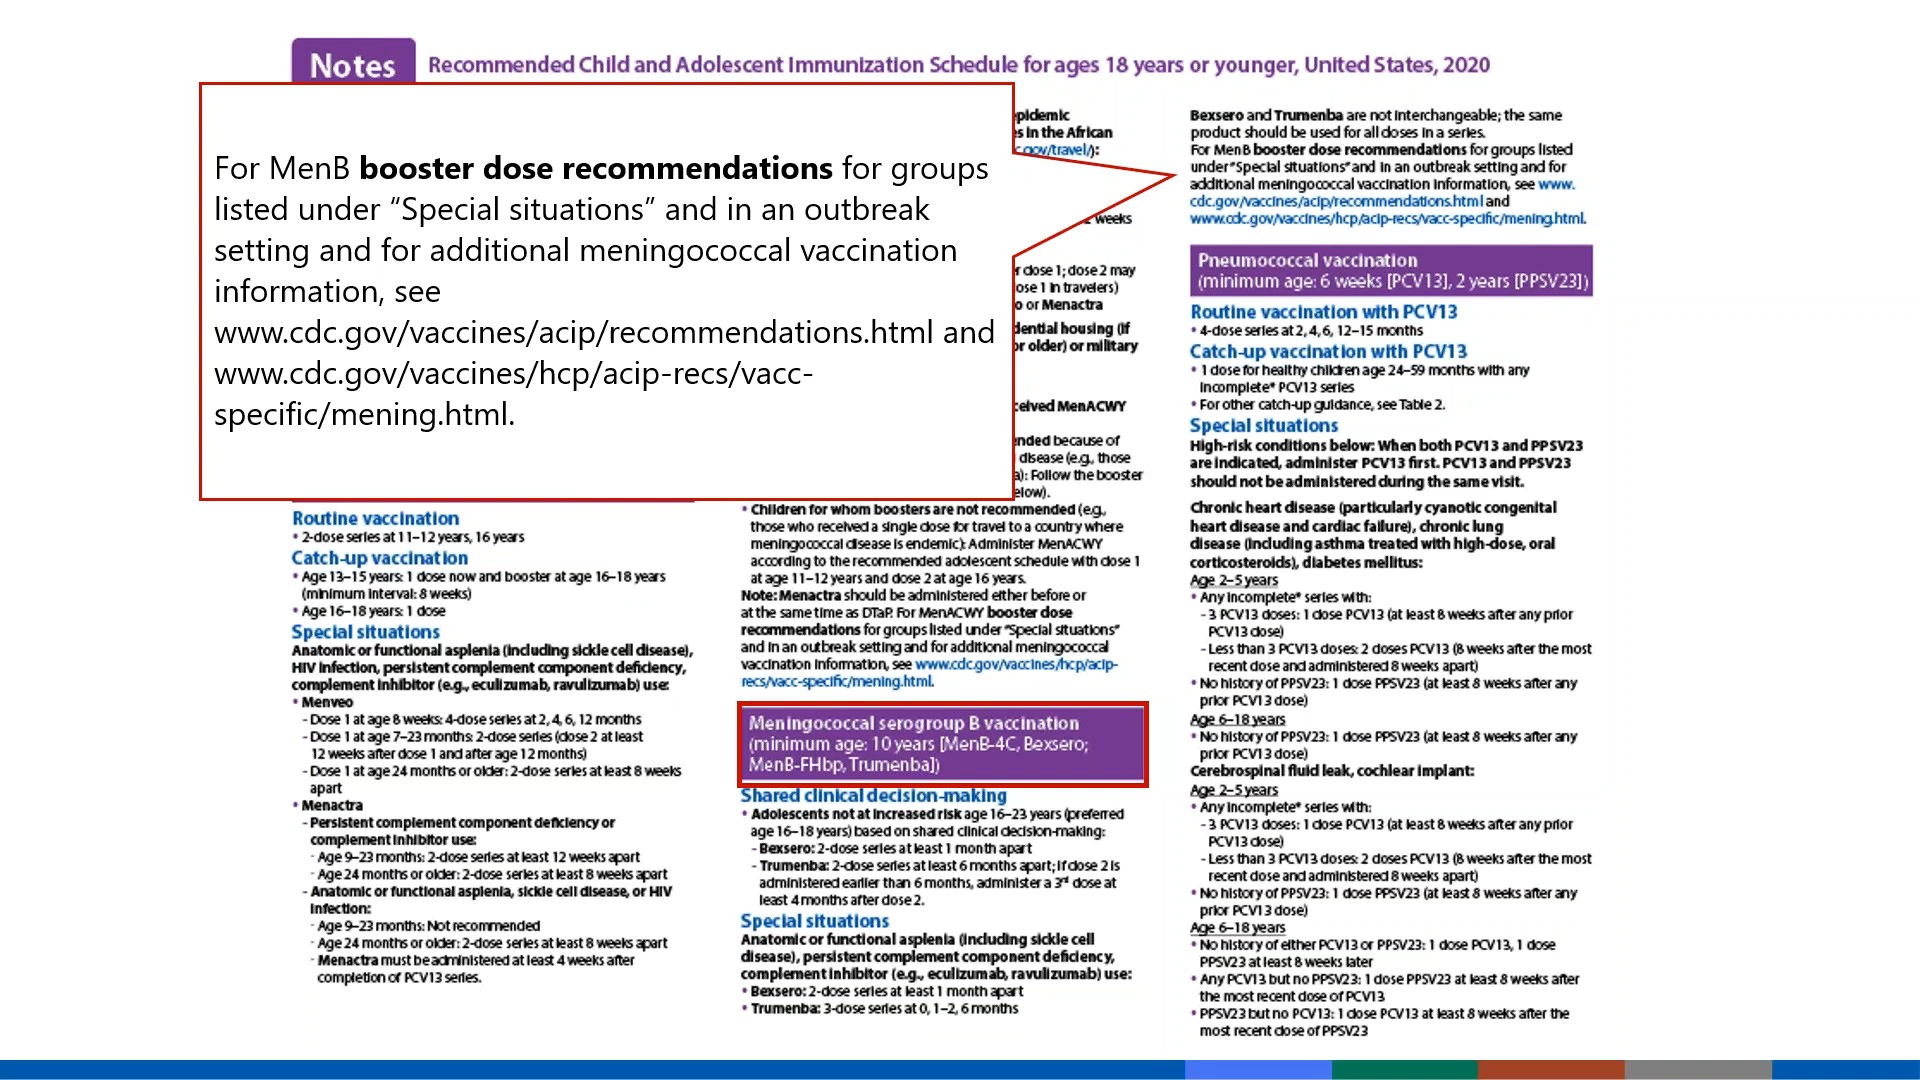 Notes
Recommended Child and Adolescent Immunization Schedule for ages 18 years or younger, United States, 2020
For MenB booster dose recommendations for groups
listed under “Special situations” and in an outbreak
setting and for additional meningococcal vaccination
information, see
www.cdc.gov/vaccines/acip/recommendations.html and
www.cdc.gov/vaccines/hcp/acip-recs/vacc-
specific/mening.html.
Routine vaccination
• 2-dose series at 11–12 years, 16 years
Catch-up vaccination
• Age 13–15 years: 1 dose now and booster at age 16–18 years
(minimum interval: 8 weeks)
• Age 16–18 years: 1 dose
Special situations
Anatomic or functional asplenia (including sickle cell disease),
HIV infection, persistent complement component deficiency,
complement inhibitor (e.g., eculizumab, ravulizumab) use:
• Menveo
- Dose 1 at age 8 weeks: 4-dose series at 2, 4, 6, 12 months
- Dose 1 at age 7–23 months: 2-dose series (dose 2 at least
12 weeks after dose 1 and after age 12 months)
- Dose 1 at age 24 months or older: 2-dose series at least 8 weeks
apart
• Menactra
- Persistent complement component deficiency or
complement inhibitor use:
- Age 9–23 months: 2-dose series at least 12 weeks apart
- Age 24 months or older: 2-dose series at least 8 weeks apart
- Anatomic or functional asplenia, sickle cell disease, or HIV
infection:
- Age 9–23 months: Not recommended
- Age 24 months or older: 2-dose series at least 8 weeks apart
- Menactra must be administered at least 4 weeks after
completion of PCV13 series.
s in the African
c.gov/travel/):
weeks
dose 1; dose 2 may
ose 1 in travelers)
o or Menactra
dential housing (if
or older) or military
ceived MenACWY
nded because of
disease (e.g., those
a): Follow the booster
elow).
• Children for whom boosters are not recommended (e.g.,
those who received a single dose for travel to a country where
meningococcal disease is endemic): Administer MenACWY
according to the recommended adolescent schedule with dose 1
at age 11–12 years and dose 2 at age 16 years.
Note: Menactra should be administered either before or
at the same time as DTaP. For MenACWY booster dose
recommendations for groups listed under “Special situations”
and in an outbreak setting and for additional meningococcal
vaccination information, see www.cdc.gov/vaccines/hcp/acip-
recs/vacc-specific/mening.html.
Meningococcal serogroup B vaccination
(minimum age: 10 years [MenB-4C, Bexsero;
MenB-FHbp, Trumenba])
Shared clinical decision-making
• Adolescents not at increased risk age 16–23 years (preferred
age 16–18 years) based on shared clinical decision-making:
- Bexsero: 2-dose series at least 1 month apart
- Trumenba: 2-dose series at least 6 months apart; if dose 2 is
administered earlier than 6 months, administer a 3rd dose at
least 4 months after dose 2.
Special situations
Anatomic or functional asplenia (including sickle cell
disease), persistent complement component deficiency,
complement inhibitor (e.g., eculizumab, ravulizumab) use:
• Bexsero: 2-dose series at least 1 month apart
• Trumenba: 3-dose series at 0, 1–2, 6 months
Bexsero and Trumenba are not interchangeable; the same
product should be used for all doses in a series.
For MenB booster dose recommendations for groups listed
under “Special situations” and in an outbreak setting and for
additional meningococcal vaccination information, see www.
cdc.gov/vaccines/acip/recommendations.html and
www.cdc.gov/vaccines/hcp/acip-recs/vacc-specific/mening.html.
Pneumococcal vaccination
(minimum age: 6 weeks [PCV13], 2 years [PPSV23])
Routine vaccination with PCV13
• 4-dose series at 2, 4, 6, 12–15 months
Catch-up vaccination with PCV13
• 1 dose for healthy children age 24–59 months with any
incomplete* PCV13 series
• For other catch-up guidance, see Table 2.
Special situations
High-risk conditions below: When both PCV13 and PPSV23
are indicated, administer PCV13 first. PCV13 and PPSV23
should not be administered during the same visit.
Chronic heart disease (particularly cyanotic congenital
heart disease and cardiac failure), chronic lung
disease (including asthma treated with high-dose, oral
corticosteroids), diabetes mellitus:
Age 2–5 years
• Any incomplete* series with:
- 3 PCV13 doses: 1 dose PCV13 (at least 8 weeks after any prior
PCV13 dose)
- Less than 3 PCV13 doses: 2 doses PCV13 (8 weeks after the most
recent dose and administered 8 weeks apart)
• No history of PPSV23: 1 dose PPSV23 (at least 8 weeks after any
prior PCV13 dose)
Age 6–18 years
• No history of PPSV23: 1 dose PPSV23 (at least 8 weeks after any
prior PCV13 dose)
Cerebrospinal fluid leak, cochlear implant:
Age 2–5 years
• Any incomplete* series with:
- 3 PCV13 doses: 1 dose PCV13 (at least 8 weeks after any prior
PCV13 dose)
- Less than 3 PCV13 doses: 2 doses PCV13 (8 weeks after the most
recent dose and administered 8 weeks apart)
• No history of PPSV23: 1 dose PPSV23 (at least 8 weeks after any
prior PCV13 dose)
Age 6–18 years
• No history of either PCV13 or PPSV23: 1 dose PCV13, 1 dose
PPSV23 at least 8 weeks later
• Any PCV13 but no PPSV23: 1 dose PPSV23 at least 8 weeks after
the most recent dose of PCV13
• PPSV23 but no PCV13: 1 dose PCV13 at least 8 weeks after the
most recent dose of PPSV23